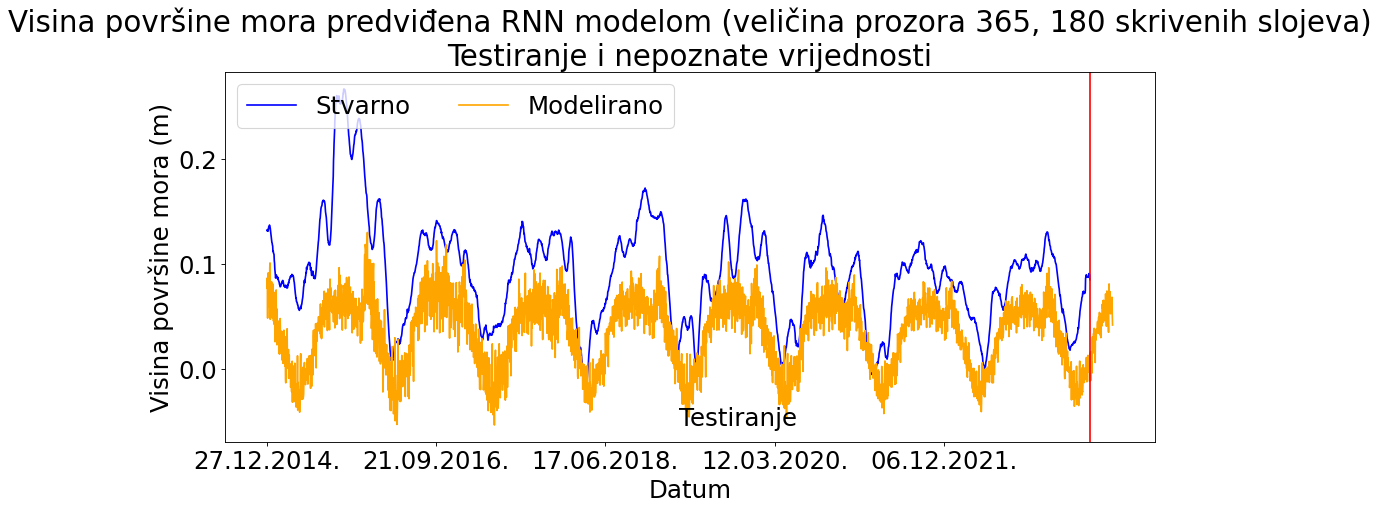 Visina površine mora predviđena RNN modelom (veličina prozora 365, 180 skrivenih slojeva)
Testiranje i nepoznate vrijednosti
Stvarno
Modelirano
Visina površine mora (m)
0.2
0.1
0.0
Testiranje
27.12.2014.
21.09.2016.
17.06.2018.
12.03.2020.
06.12.2021.
Datum